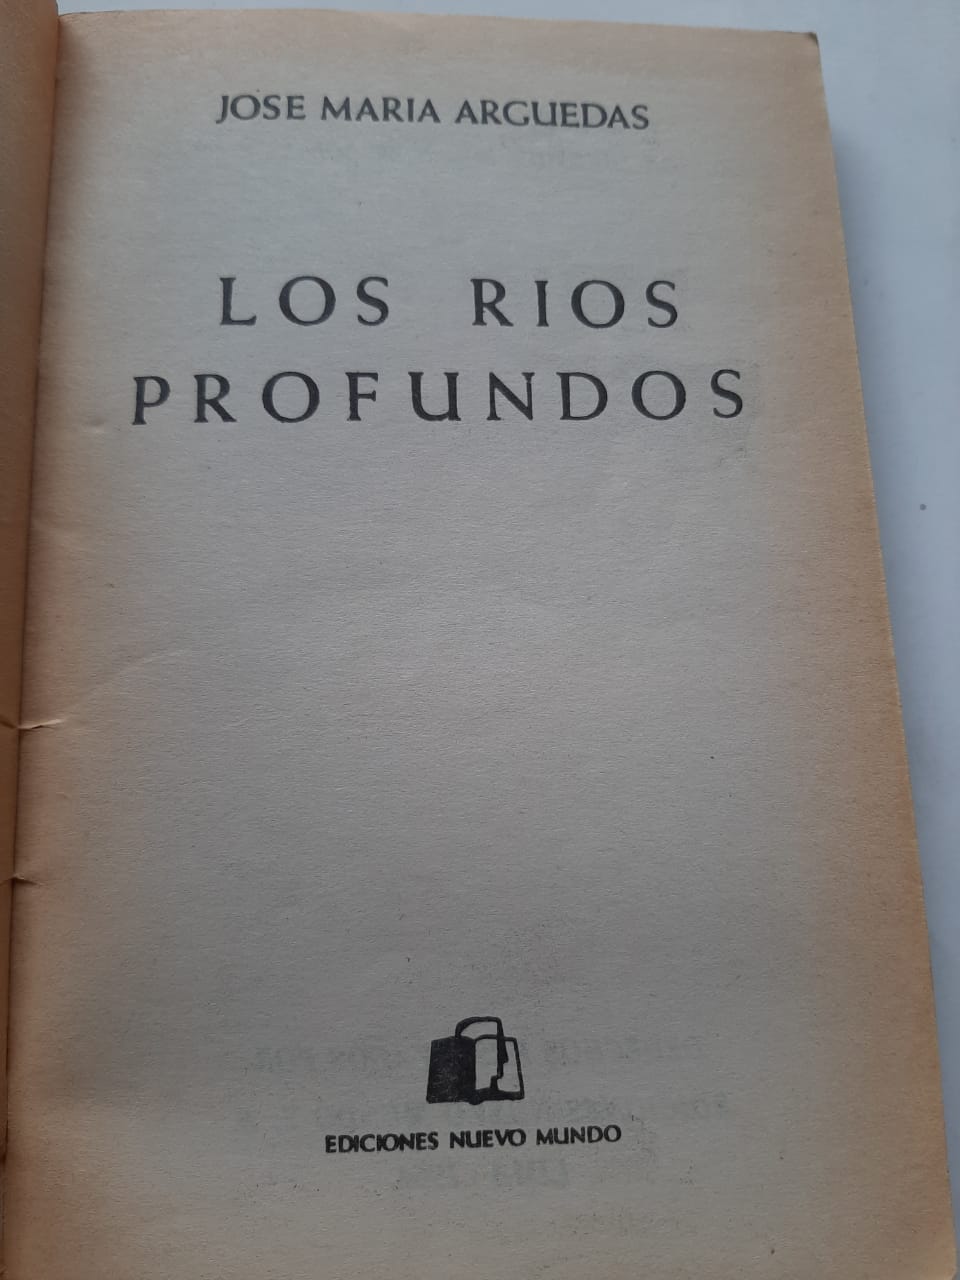 JOSE MARIA ARGUEDAS
LOS RIOS
PROFUNDOS
EDICIONES NUEVO MUNDO